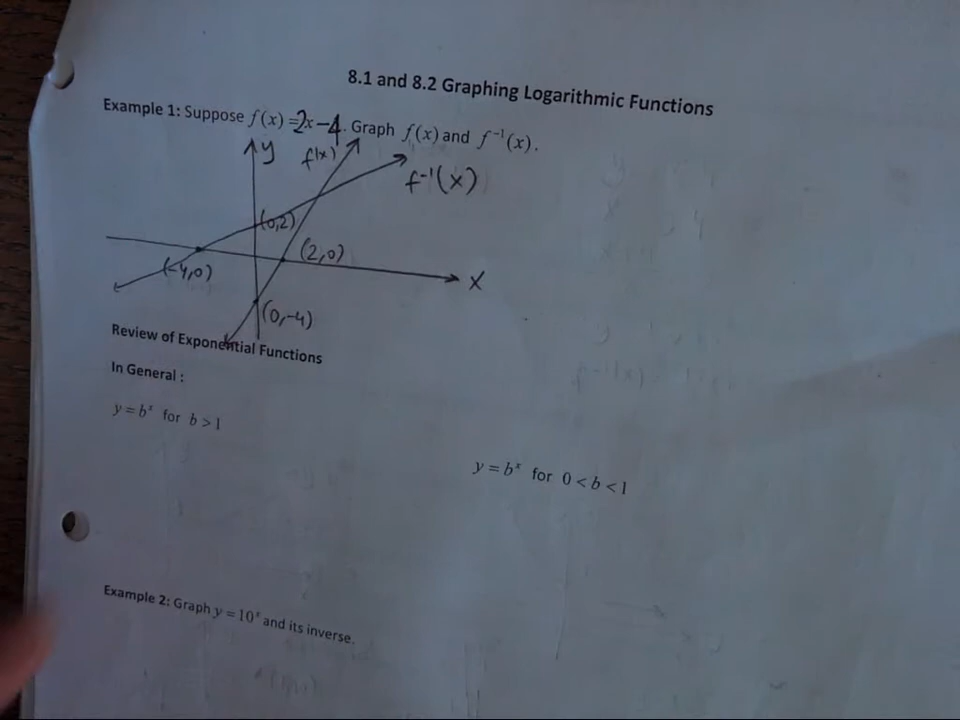 8.1 and 8.2 Graphing Logarithmic Functions
Example 1: Suppose f(x) = 2x-4. Graph f(x) and f⁻¹(x).
y
f(x)
f⁻¹(x)
(0,2)
(2,0)
(-4,0)
x
(0,-4)
Review of Exponential Functions
In General :
y = bˣ for b > 1
y = bˣ for 0 < b < 1
Example 2: Graph y = 10ˣ and its inverse.